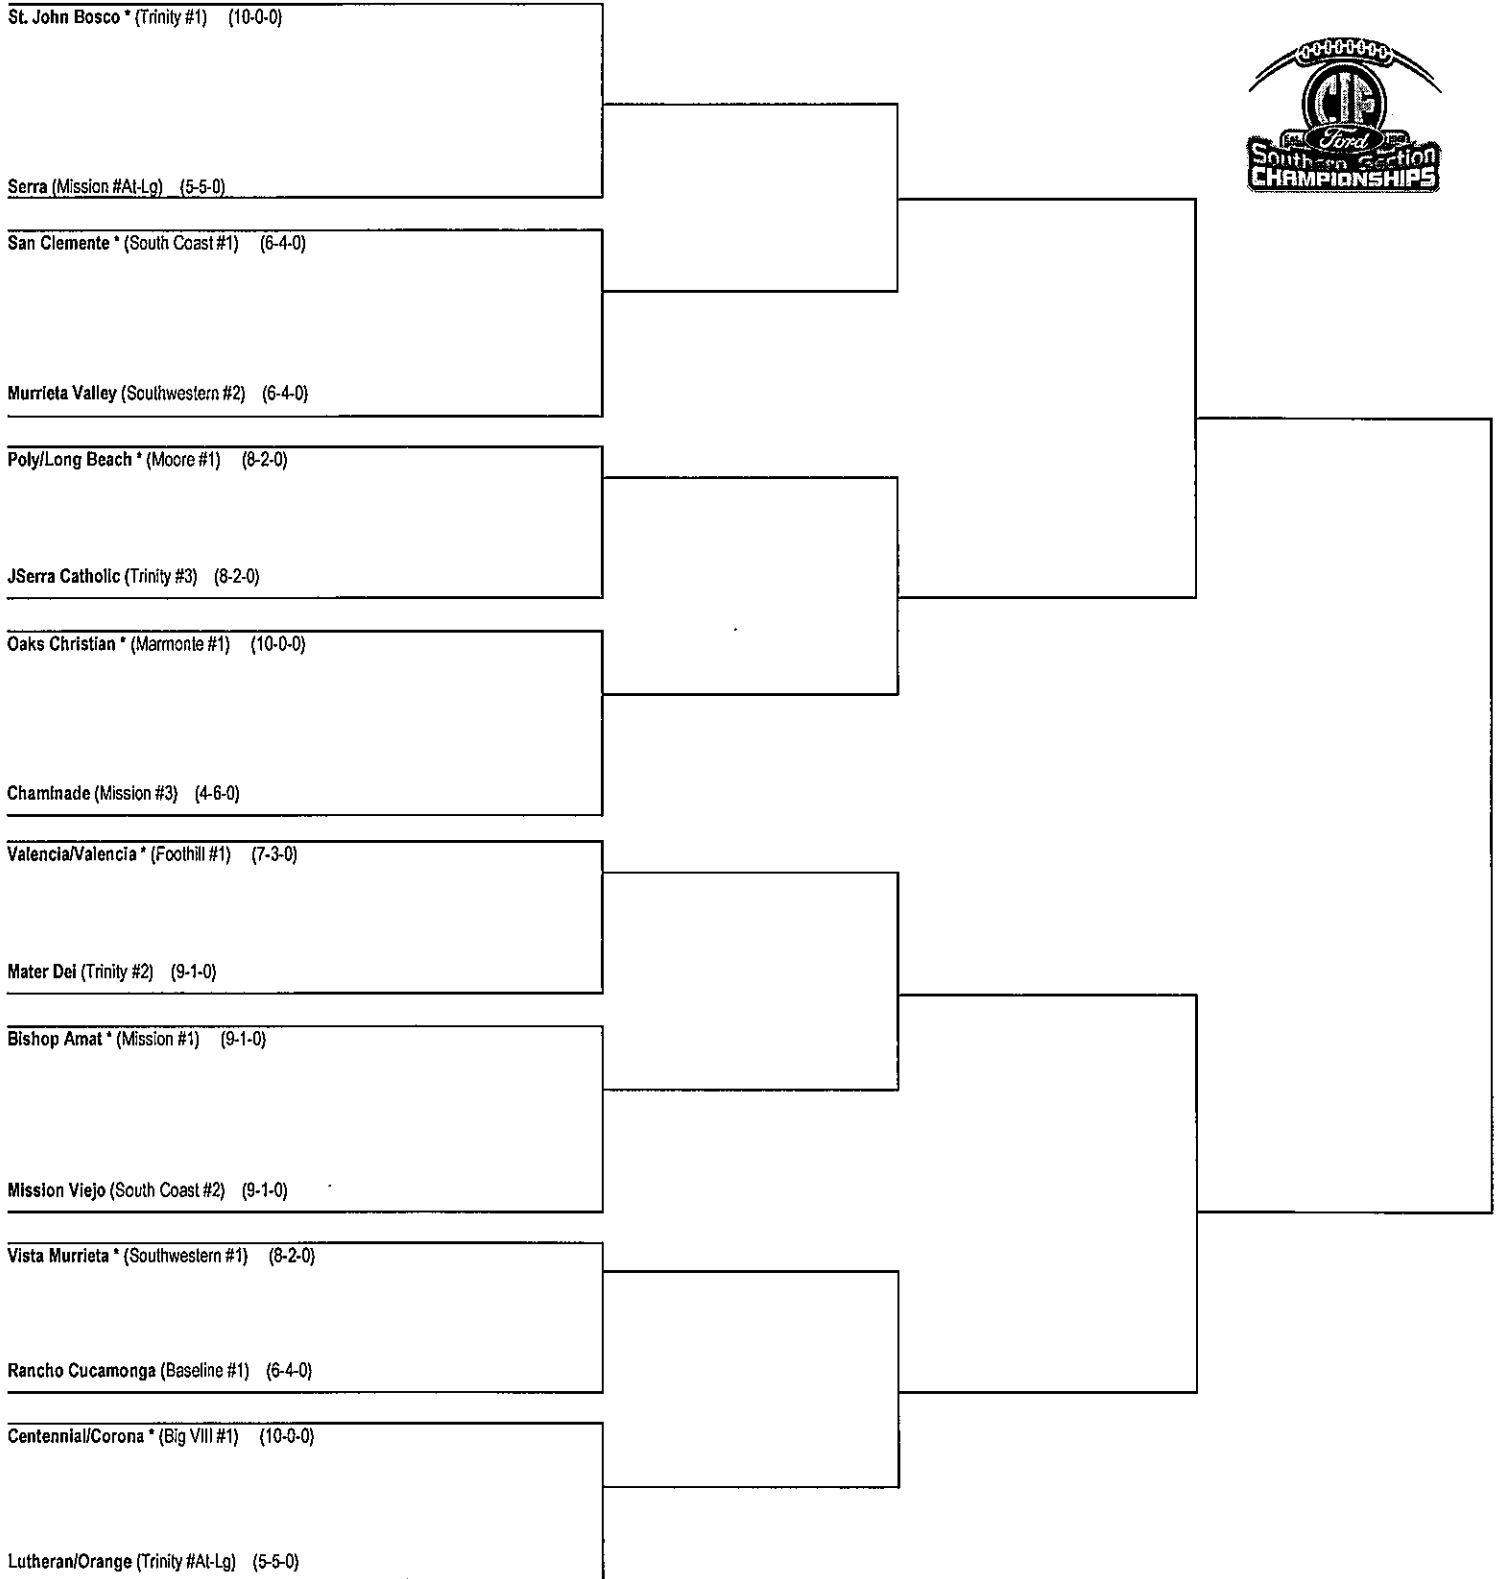 St. John Bosco * (Trinity #1) (10-0-0)
CIF
Ford
Southern Section
CHAMPIONSHIPS
Serra (Mission #At-Lg) (5-5-0)
San Clemente * (South Coast #1) (6-4-0)
Murrieta Valley (Southwestern #2) (6-4-0)
Poly/Long Beach * (Moore #1) (8-2-0)
JSerra Catholic (Trinity #3) (8-2-0)
Oaks Christian * (Marmonte #1) (10-0-0)
Chaminade (Mission #3) (4-6-0)
Valencia/Valencia * (Foothill #1) (7-3-0)
Mater Dei (Trinity #2) (9-1-0)
Bishop Amat * (Mission #1) (9-1-0)
Mission Viejo (South Coast #2) (9-1-0)
Vista Murrieta * (Southwestern #1) (8-2-0)
Rancho Cucamonga (Baseline #1) (6-4-0)
Centennial/Corona * (Big VIII #1) (10-0-0)
Lutheran/Orange (Trinity #At-Lg) (5-5-0)